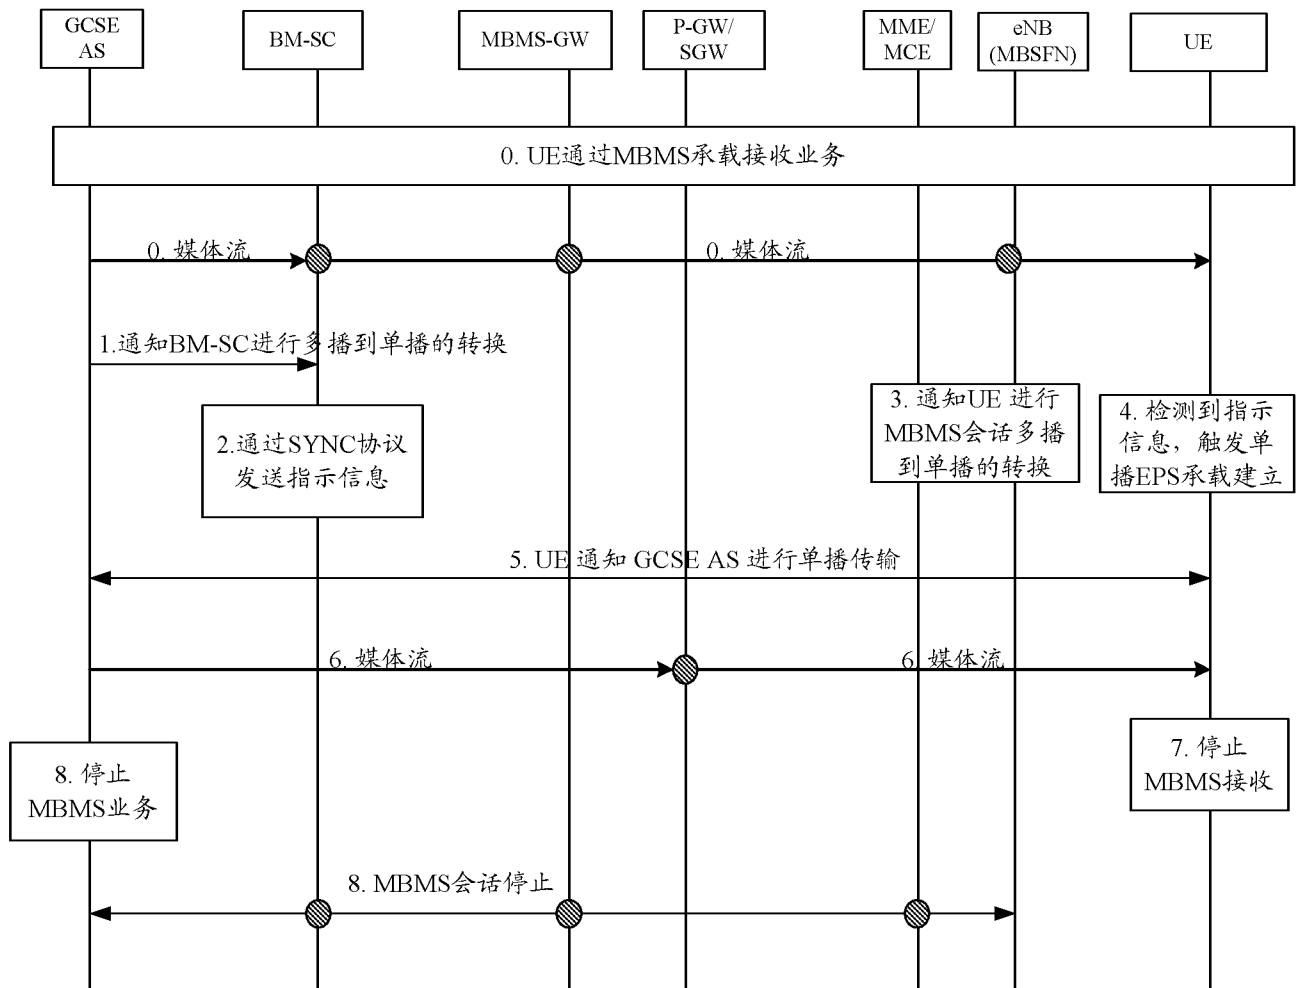 GCSE
AS
BM-SC
MBMS-GW
P-GW/
SGW
MME/
MCE
eNB
(MBSFN)
UE
0. UE通过MBMS承载接收业务
0. 媒体流
0. 媒体流
1.通知BM-SC进行多播到单播的转换
2.通过SYNC协议
发送指示信息
3. 通知UE 进行
MBMS会话多播
到单播的转换
4. 检测到指示
信息，触发单
播EPS承载建立
5. UE 通知 GCSE AS 进行单播传输
6. 媒体流
6. 媒体流
7. 停止
MBMS接收
8. 停止
MBMS业务
8. MBMS会话停止